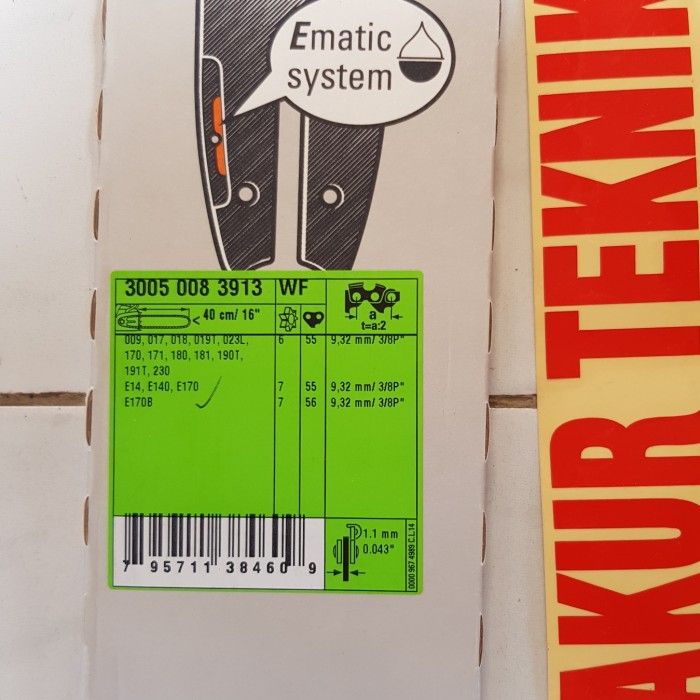 Ematic
system
3005 008 3913 WF
< 40 cm/ 16" a
t=a:2
009, 017, 018, 019T, 023L, 6 55 9,32 mm/ 3/8P"
170, 171, 180, 181, 190T,
191T, 230
E14, E140, E170 7 55 9,32 mm/ 3/8P"
E170B 7 56 9,32 mm/ 3/8P"
1.1 mm
0.043"
0000 967 4989 C.L.14
7 95711 38460 9
AKUR TEKNIK